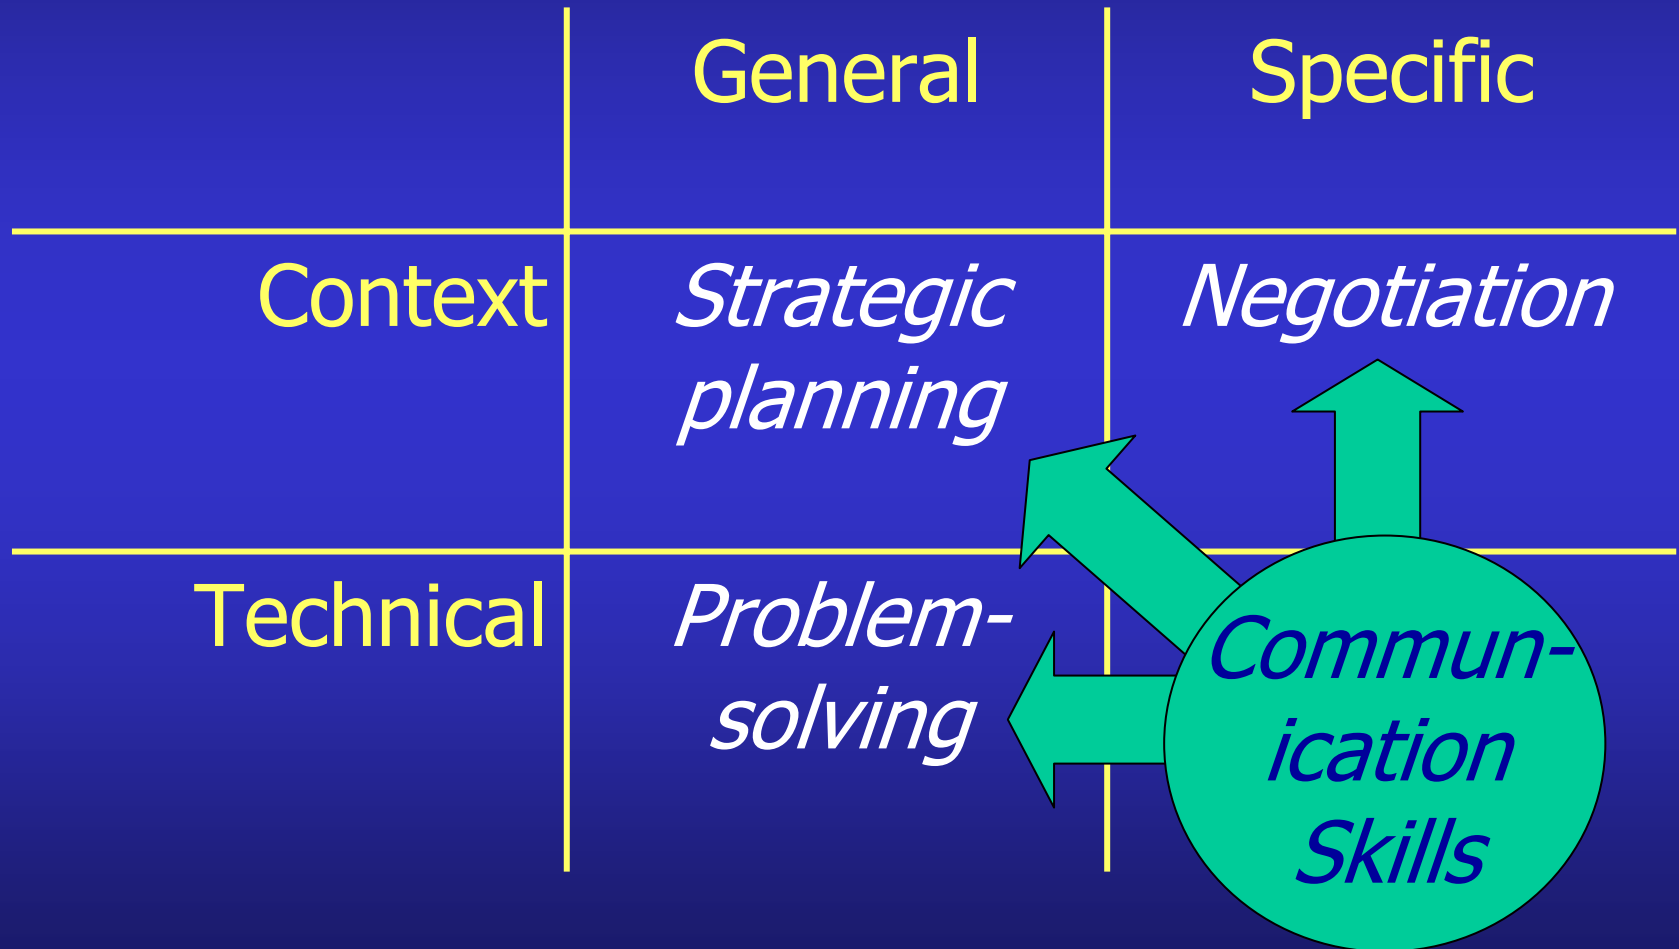 General
Specific
Context
Strategic
planning
Negotiation
Technical
Problem-
solving
Commun-
ication
Skills